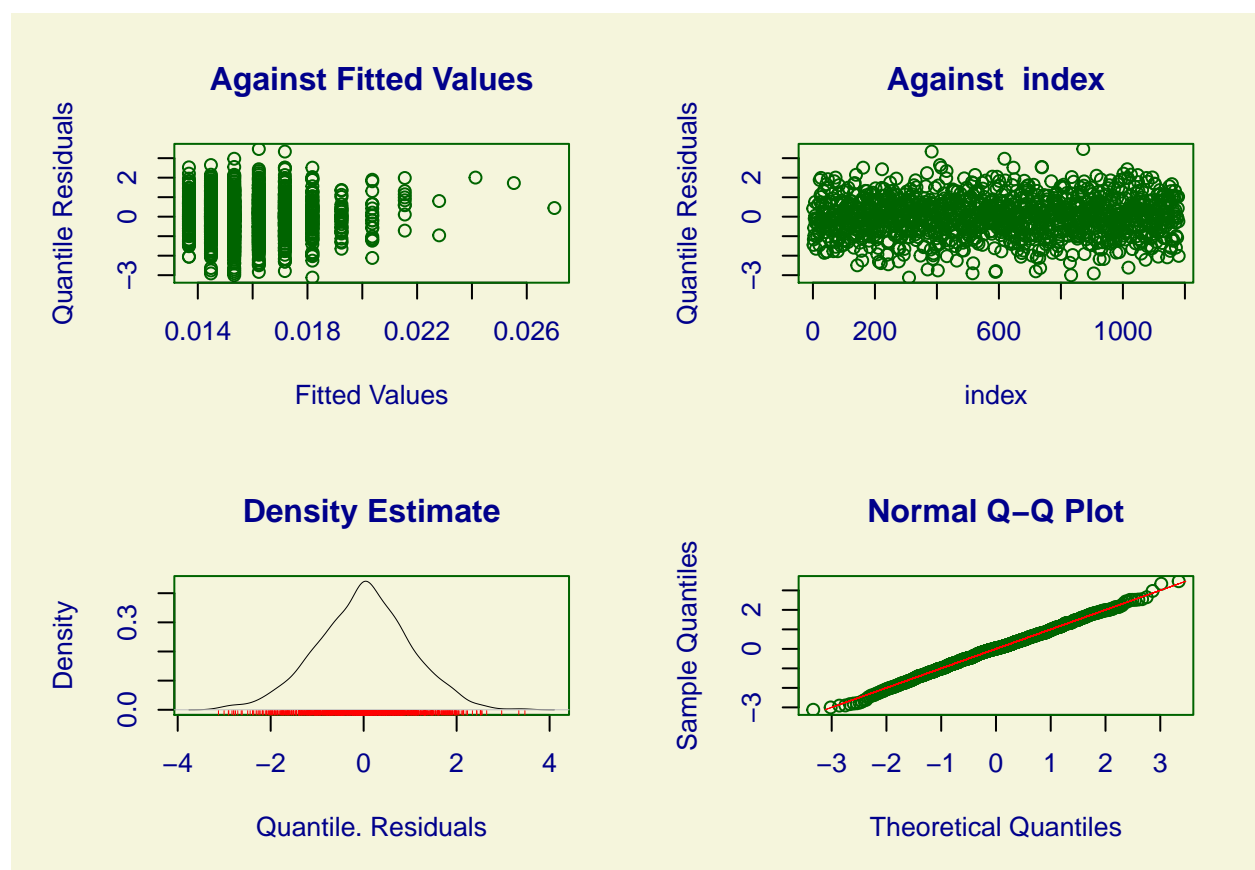 Against Fitted Values
Quantile Residuals
2
0
−3
0.014 0.018 0.022 0.026
Fitted Values
Against  index
Quantile Residuals
2
0
−3
0 200 600 1000
index
Density Estimate
Density
0.3
0.0
−4 −2 0 2 4
Quantile. Residuals
Normal Q−Q Plot
Sample Quantiles
2
0
−3
−3 −2 −1 0 1 2 3
Theoretical Quantiles